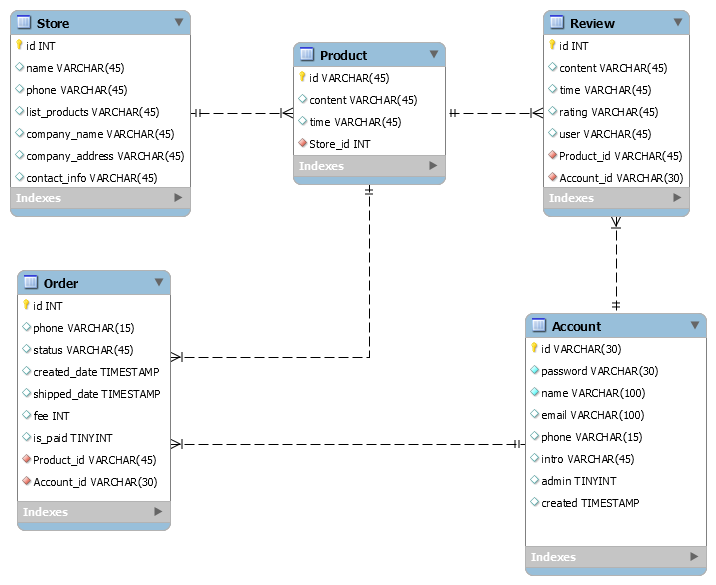 Store
id INT
name VARCHAR(45)
phone VARCHAR(45)
list_products VARCHAR(45)
company_name VARCHAR(45)
company_address VARCHAR(45)
contact_info VARCHAR(45)
Indexes
Product
id VARCHAR(45)
content VARCHAR(45)
time VARCHAR(45)
Store_id INT
Indexes
Review
id INT
content VARCHAR(45)
time VARCHAR(45)
rating VARCHAR(45)
user VARCHAR(45)
Product_id VARCHAR(45)
Account_id VARCHAR(30)
Indexes
Order
id INT
phone VARCHAR(15)
status VARCHAR(45)
created_date TIMESTAMP
shipped_date TIMESTAMP
fee INT
is_paid TINYINT
Product_id VARCHAR(45)
Account_id VARCHAR(30)
Indexes
Account
id VARCHAR(30)
password VARCHAR(30)
name VARCHAR(100)
email VARCHAR(100)
phone VARCHAR(15)
intro VARCHAR(45)
admin TINYINT
created TIMESTAMP
Indexes